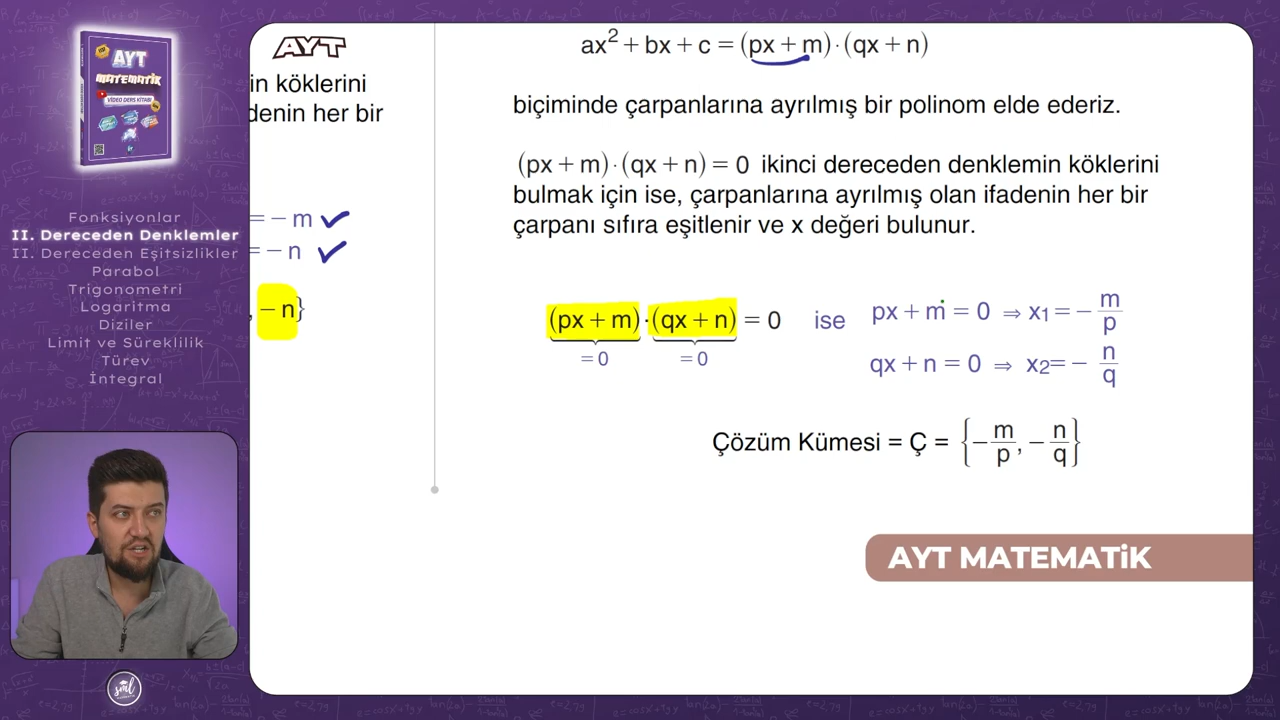 AYT
MATEMATİK
VİDEO DERS KİTABI
Fonksiyonlar
II. Dereceden Denklemler
II. Dereceden Eşitsizlikler
Parabol
Trigonometri
Logaritma
Diziler
Limit ve Süreklilik
Türev
İntegral
sml
AYT
in köklerini
denin her bir
= − m ✓
= − n ✓
, − n}
ax² + bx + c = (px + m) · (qx + n)
biçiminde çarpanlarına ayrılmış bir polinom elde ederiz.
(px + m) · (qx + n) = 0 ikinci dereceden denklemin köklerini
bulmak için ise, çarpanlarına ayrılmış olan ifadenin her bir
çarpanı sıfıra eşitlenir ve x değeri bulunur.
(px + m) · (qx + n) = 0 ise px + m = 0 ⇒ x₁ = − m/p
= 0 = 0
qx + n = 0 ⇒ x₂ = − n/q
Çözüm Kümesi = Ç = {− m/p, − n/q}
AYT MATEMATİK